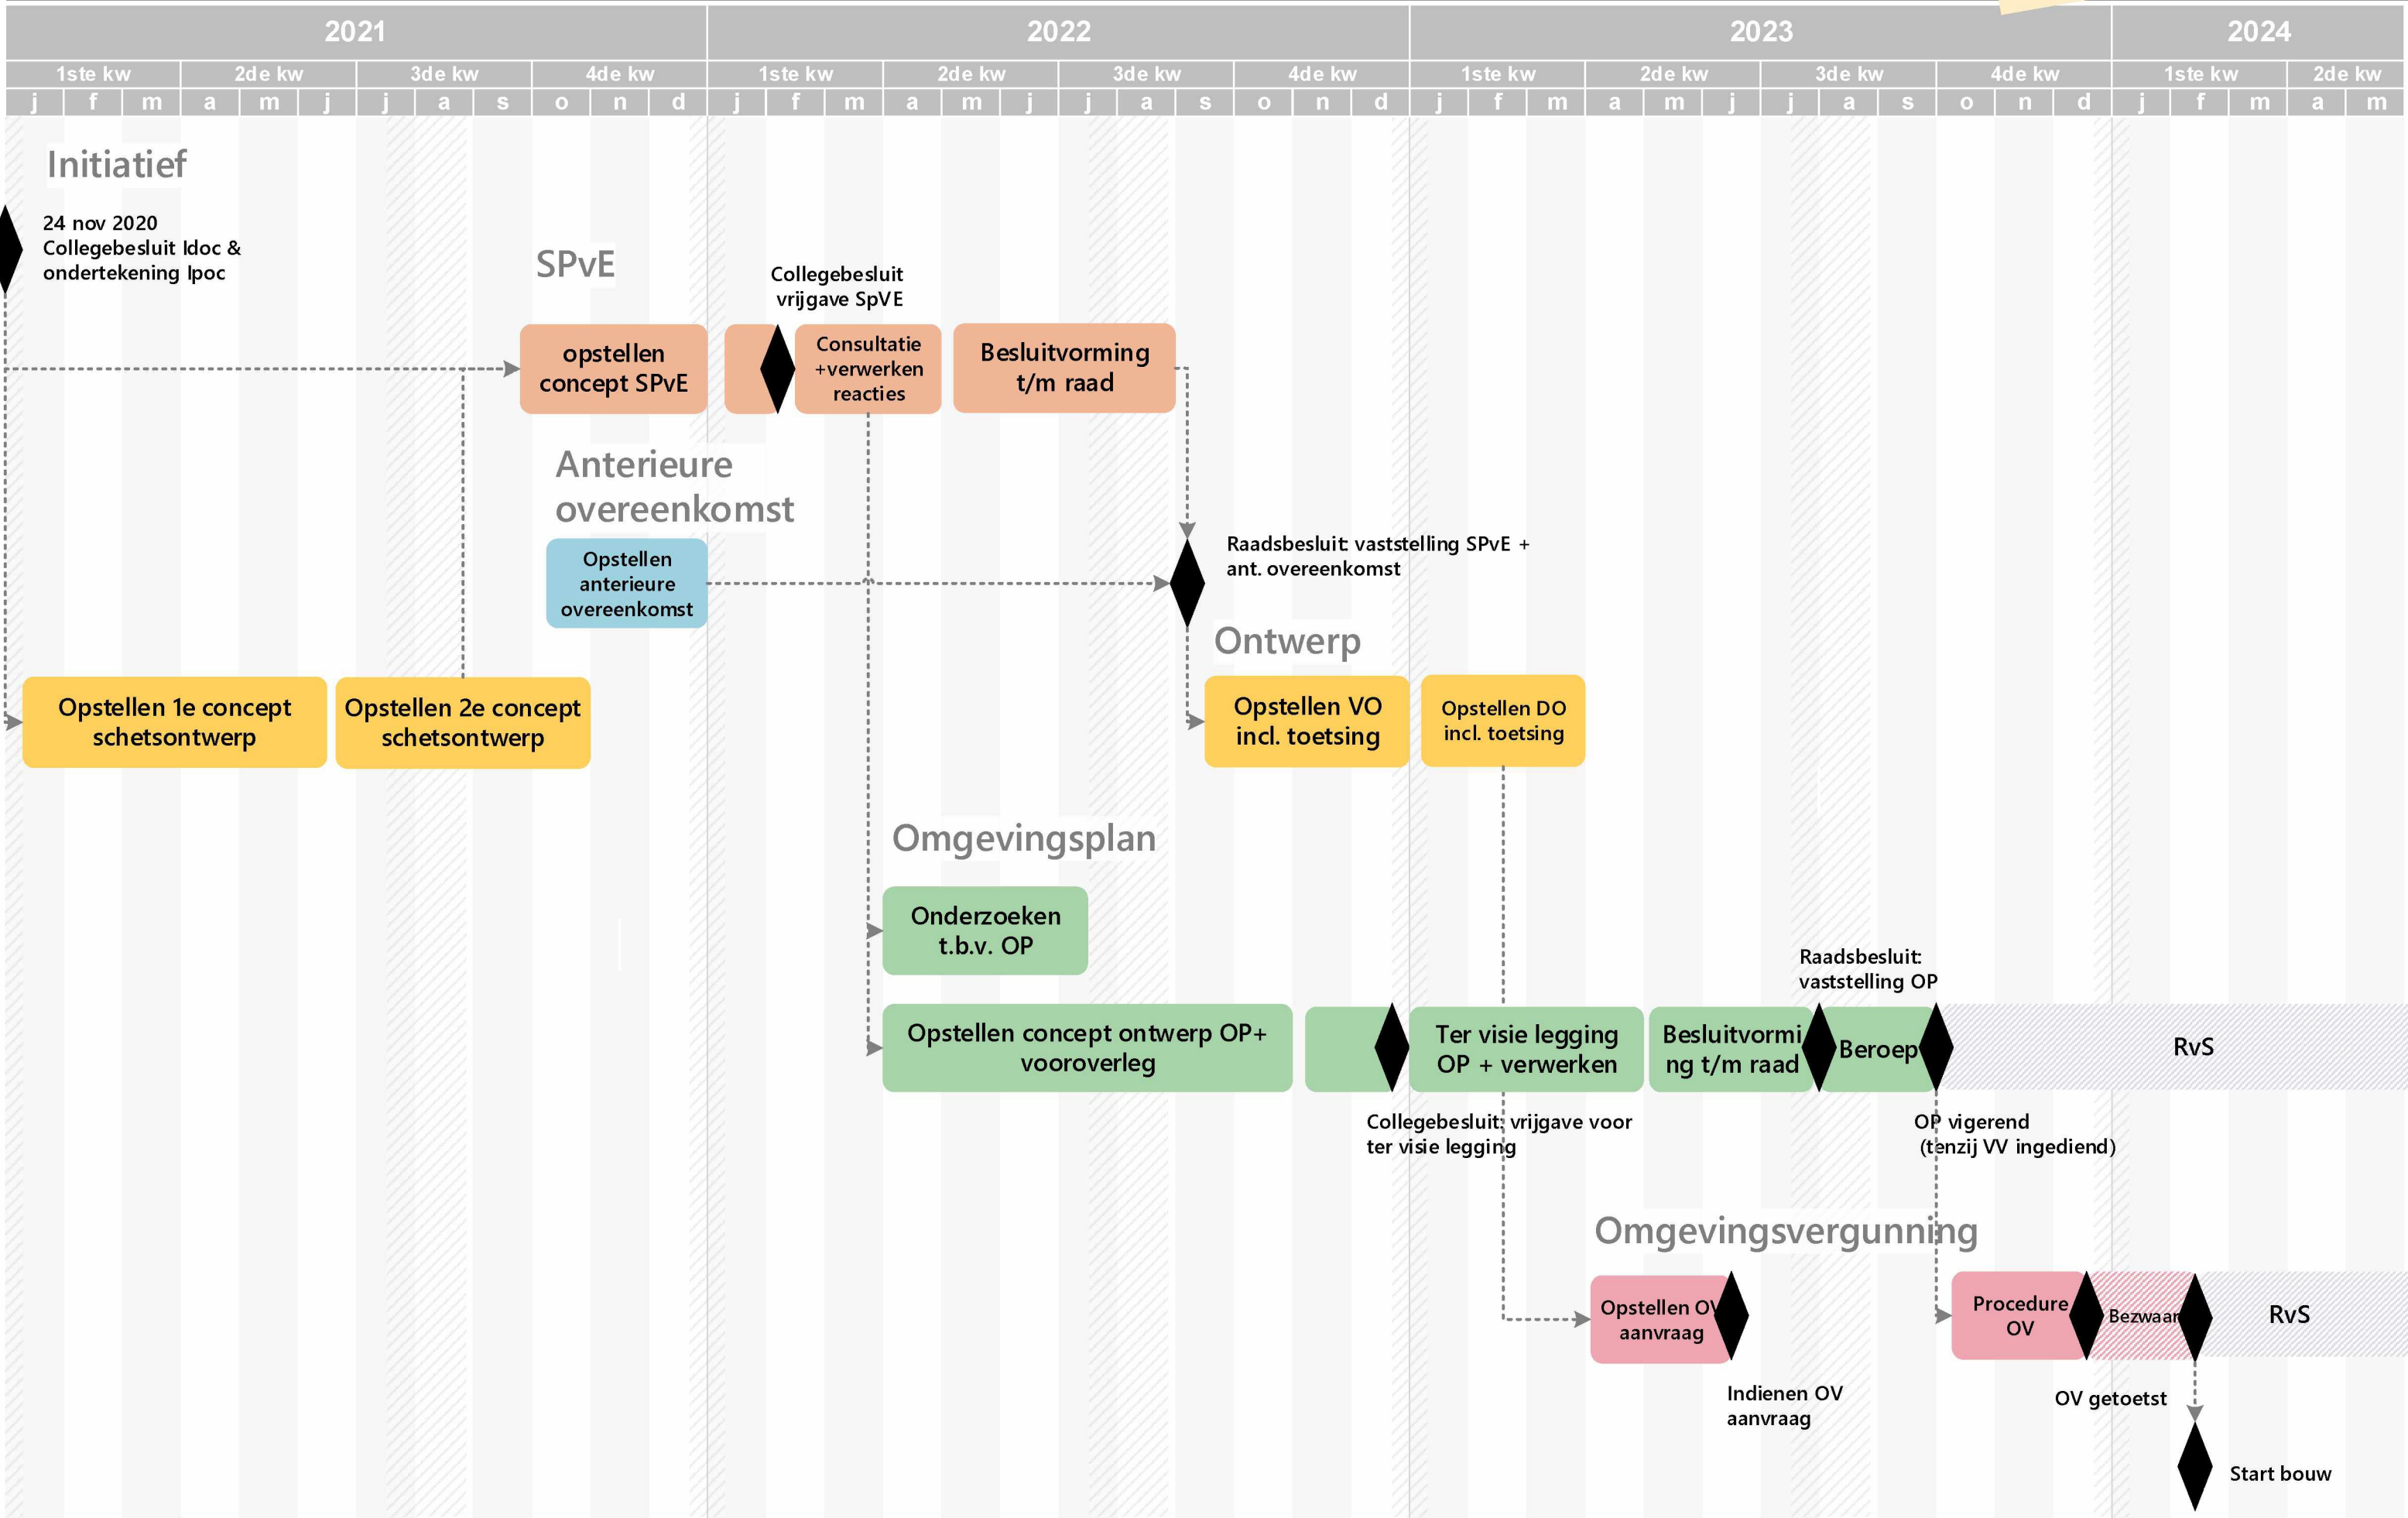 2021 2022 2023 2024
1ste kw 2de kw 3de kw 4de kw 1ste kw 2de kw 3de kw 4de kw 1ste kw 2de kw 3de kw 4de kw 1ste kw 2de kw
j f m a m j j a s o n d j f m a m j j a s o n d j f m a m j j a s o n d j f m a m
Initiatief
24 nov 2020
Collegebesluit Idoc &
ondertekening Ipoc
SPvE
Collegebesluit
vrijgave SpVE
opstellen
concept SPvE
Consultatie
+verwerken
reacties
Besluitvorming
t/m raad
Anterieure
overeenkomst
Opstellen
anterieure
overeenkomst
Raadsbesluit: vaststelling SPvE +
ant. overeenkomst
Ontwerp
Opstellen 1e concept
schetsontwerp
Opstellen 2e concept
schetsontwerp
Opstellen VO
incl. toetsing
Opstellen DO
incl. toetsing
Omgevingsplan
Onderzoeken
t.b.v. OP
Raadsbesluit:
vaststelling OP
Opstellen concept ontwerp OP+
vooroverleg
Ter visie legging
OP + verwerken
Besluitvormi
ng t/m raad
Beroep
RvS
Collegebesluit: vrijgave voor
ter visie legging
OP vigerend
(tenzij VV ingediend)
Omgevingsvergunning
Opstellen OV
aanvraag
Procedure
OV
Bezwaar
RvS
Indienen OV
aanvraag
OV getoetst
Start bouw